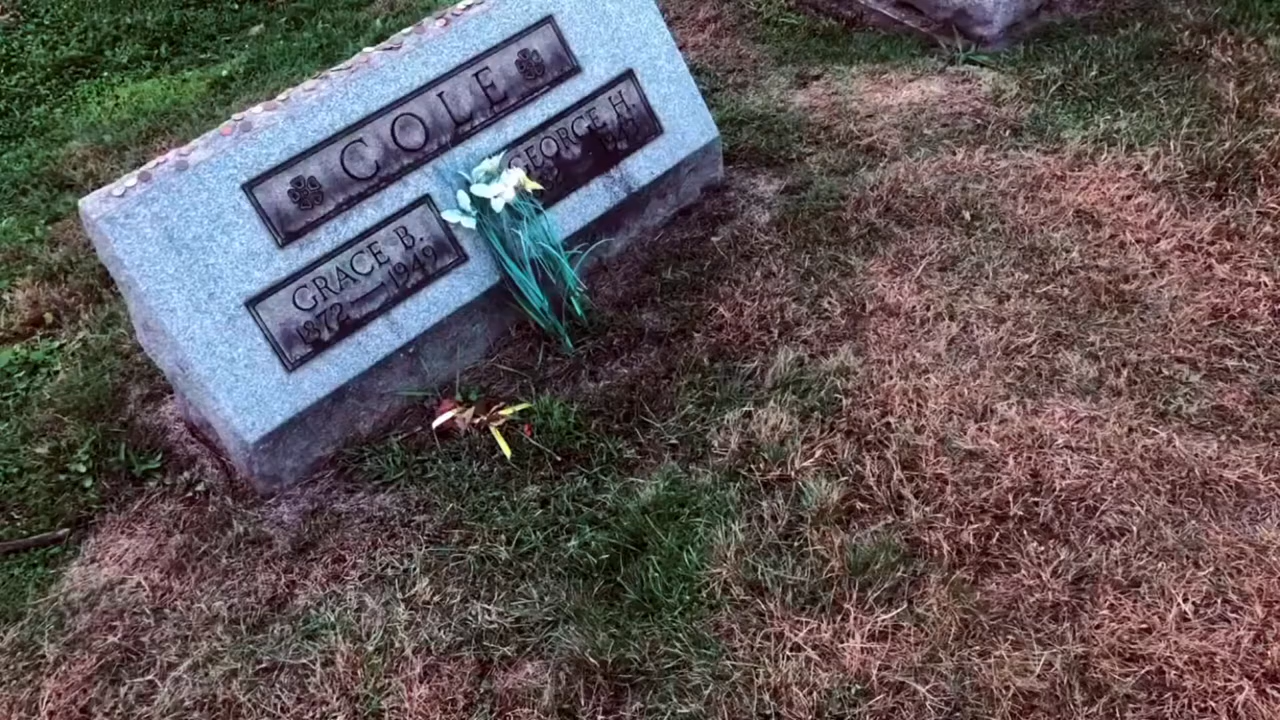 COLE
GRACE B.
1872 — 1949
GEORGE H.